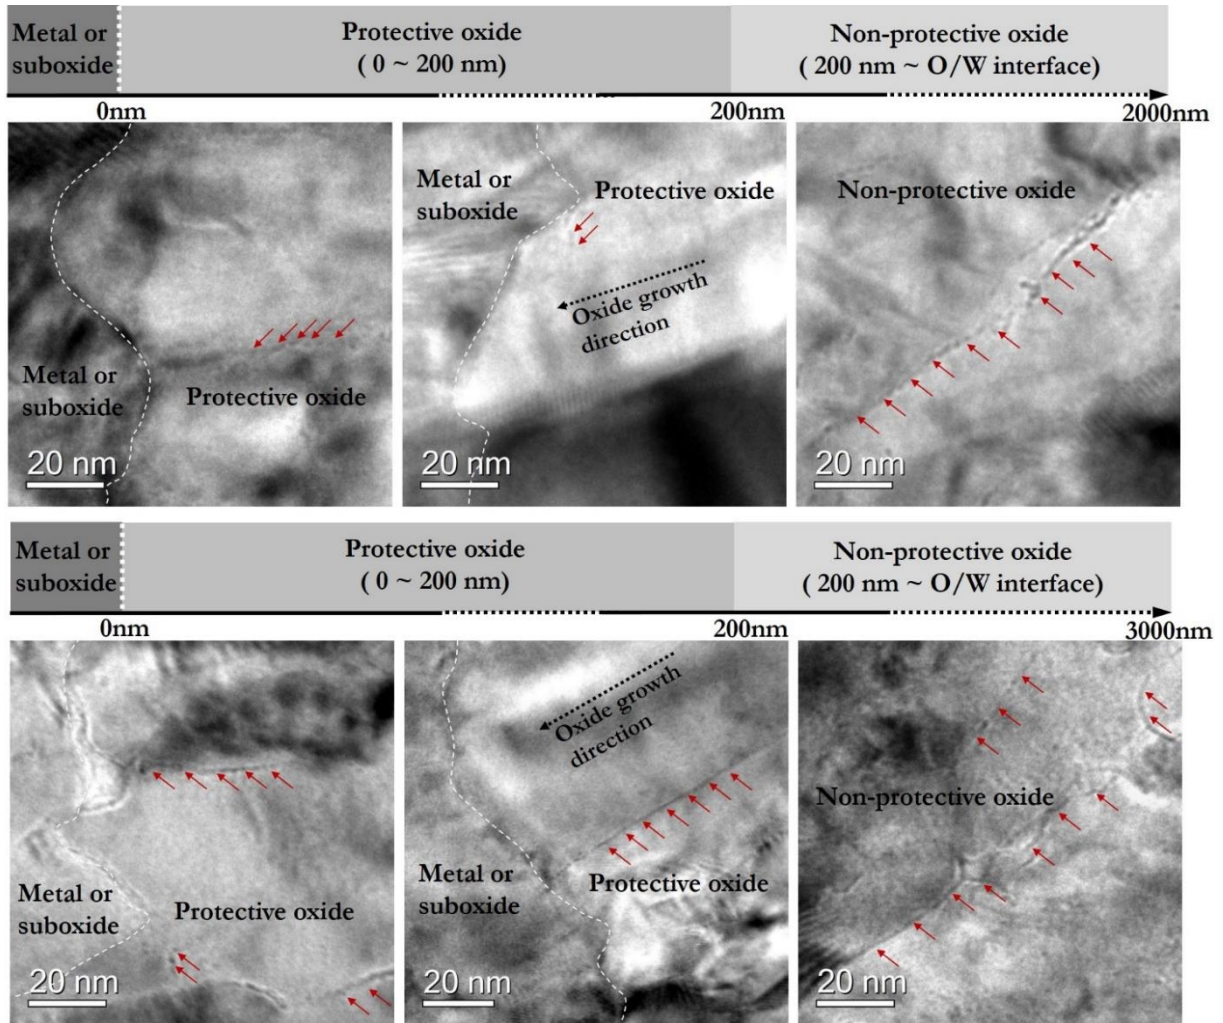 Metal or
suboxide
Protective oxide
( 0 ~ 200 nm)
Non-protective oxide
(200 nm ~ O/W interface)
0nm
200nm
2000nm
Metal or
suboxide
Protective oxide
20 nm
Metal or
suboxide
Protective oxide
Oxide growth
direction
20 nm
Non-protective oxide
20 nm
Metal or
suboxide
Protective oxide
( 0 ~ 200 nm)
Non-protective oxide
(200 nm ~ O/W interface)
0nm
200nm
3000nm
Metal or
suboxide
Protective oxide
20 nm
Oxide growth
direction
Metal or
suboxide
Protective oxide
20 nm
Non-protective oxide
20 nm